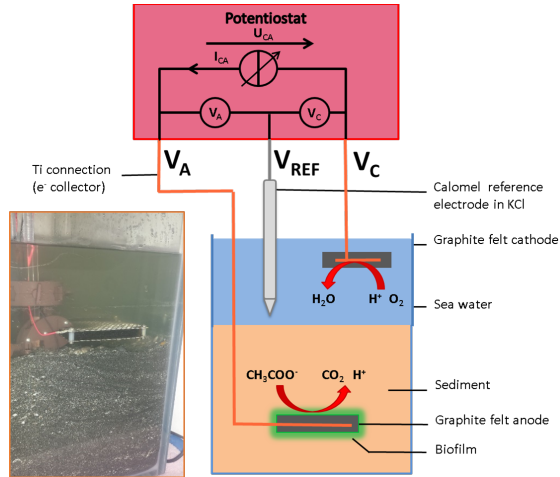 Potentiostat
U_CA
I_CA
V_A
V_C
V_A
V_REF
V_C
Ti connection
(e⁻ collector)
Calomel reference
electrode in KCl
Graphite felt cathode
H₂O H⁺ O₂
Sea water
CH₃COO⁻ CO₂ H⁺
Sediment
Graphite felt anode
Biofilm